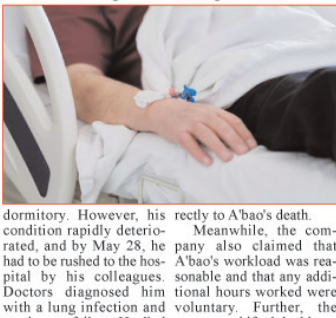 dormitory. However, his
condition rapidly deterio-
rated, and by May 28, he
had to be rushed to the hos-
pital by his colleagues.
Doctors diagnosed him
with a lung infection and
rectly to A'bao's death.
Meanwhile, the com-
pany also claimed that
A'bao's workload was rea-
sonable and that any addi-
tional hours worked were
voluntary. Further, the